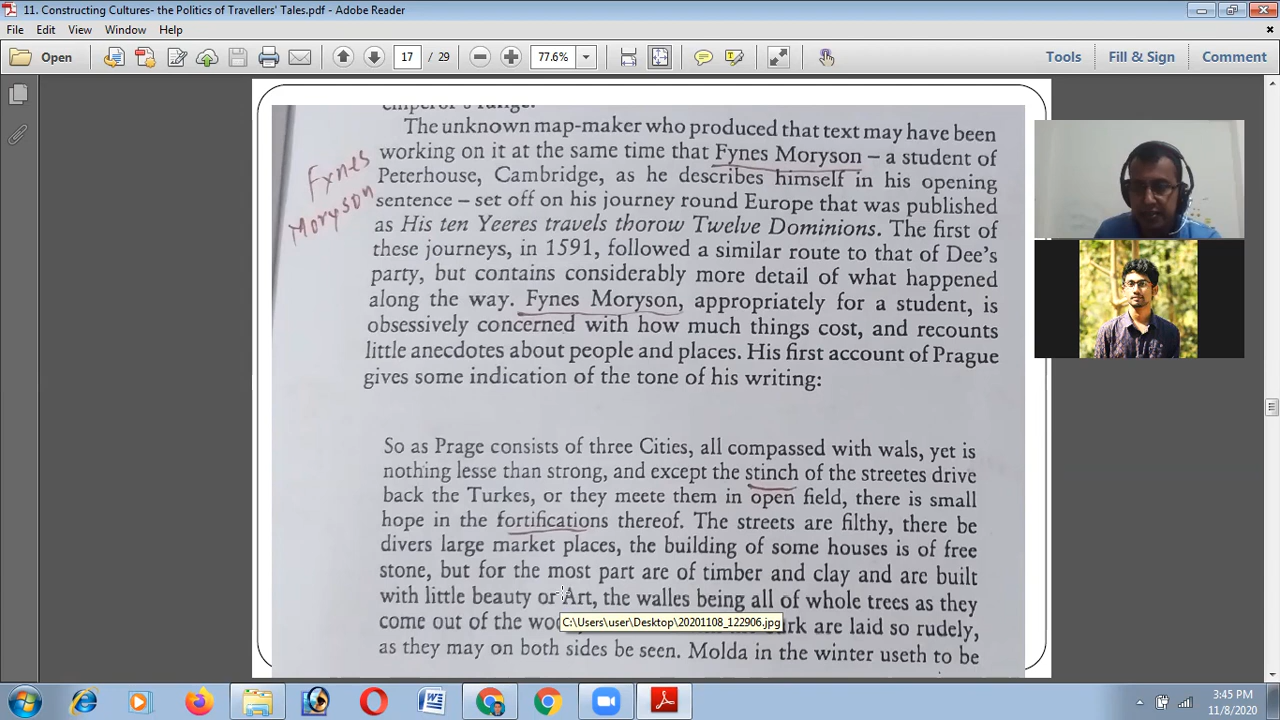 11. Constructing Cultures- the Politics of Travellers' Tales.pdf - Adobe Reader
File Edit View Window Help
Open 17 / 29 77.6% Tools Fill & Sign Comment
emperor's range.
The unknown map-maker who produced that text may have been
working on it at the same time that Fynes Moryson – a student of
Peterhouse, Cambridge, as he describes himself in his opening
sentence – set off on his journey round Europe that was published
as His ten Yeeres travels thorow Twelve Dominions. The first of
these journeys, in 1591, followed a similar route to that of Dee's
party, but contains considerably more detail of what happened
along the way. Fynes Moryson, appropriately for a student, is
obsessively concerned with how much things cost, and recounts
little anecdotes about people and places. His first account of Prague
gives some indication of the tone of his writing:
Fynes
Moryson
So as Prage consists of three Cities, all compassed with wals, yet is
nothing lesse than strong, and except the stinch of the streetes drive
back the Turkes, or they meete them in open field, there is small
hope in the fortifications thereof. The streets are filthy, there be
divers large market places, the building of some houses is of free
stone, but for the most part are of timber and clay and are built
with little beauty or Art, the walles being all of whole trees as they
come out of the are laid so rudely,
C:\Users\user\Desktop\20201108_122906.jpg
as they may on both sides be seen. Molda in the winter useth to be
3:45 PM
11/8/2020